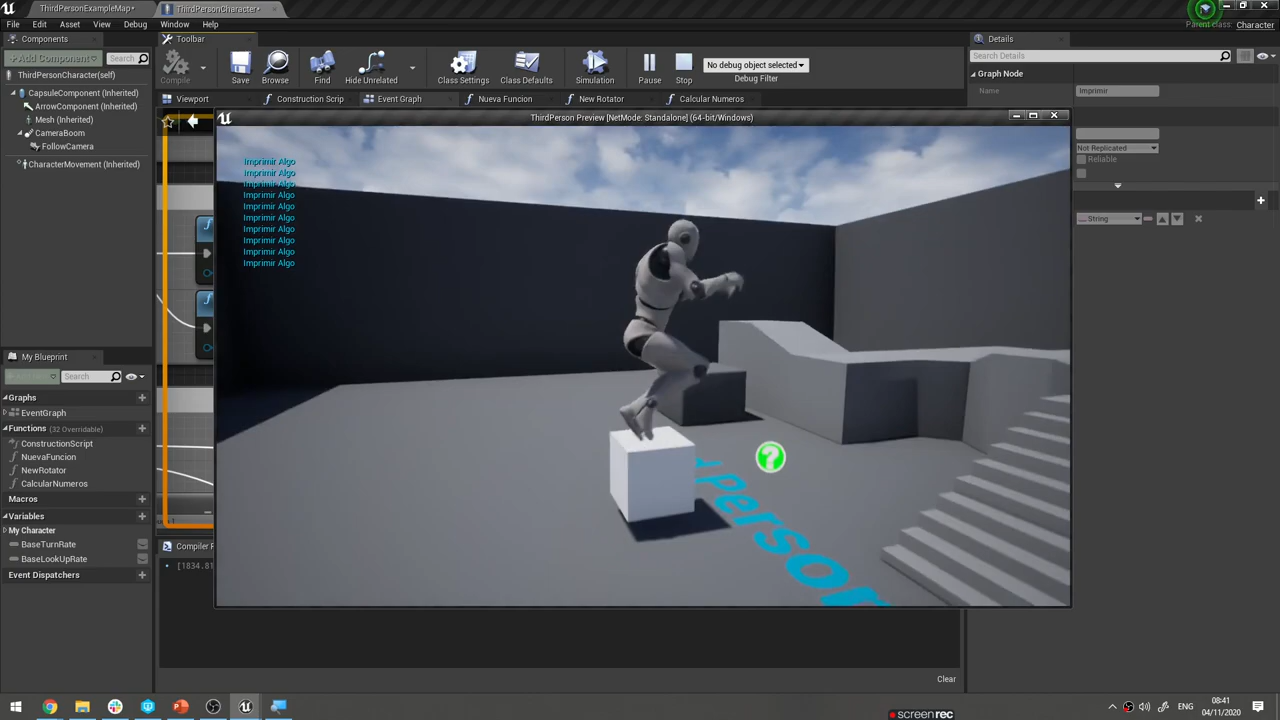 ThirdPersonExampleMap*
ThirdPersonCharacter*
Parent class: Character
File Edit Asset View Debug Window Help
Components
Toolbar
Details
+Add Component
Search
Search Details
ThirdPersonCharacter(self)
Compile
Save
Browse
Find
Hide Unrelated
Class Settings
Class Defaults
Simulation
Pause
Stop
No debug object selected
Debug Filter
Graph Node
Name
Imprimir
CapsuleComponent (Inherited)
ArrowComponent (Inherited)
Mesh (Inherited)
CameraBoom
FollowCamera
CharacterMovement (Inherited)
Viewport
Construction Scrip
Event Graph
Nueva Funcion
New Rotator
Calcular Numeros
ThirdPerson Preview [NetMode: Standalone] (64-bit/Windows)
Imprimir Algo
Imprimir Algo
Imprimir Algo
Imprimir Algo
Imprimir Algo
Imprimir Algo
Imprimir Algo
Imprimir Algo
Imprimir Algo
Imprimir Algo
Not Replicated
Reliable
String
person
My Blueprint
Search
Graphs
EventGraph
Functions (32 Overridable)
ConstructionScript
NuevaFuncion
NewRotator
CalcularNumeros
Macros
Variables
My Character
BaseTurnRate
BaseLookUpRate
Event Dispatchers
Compiler
[1834.81
Clear
screenrec
ENG
08:41
04/11/2020